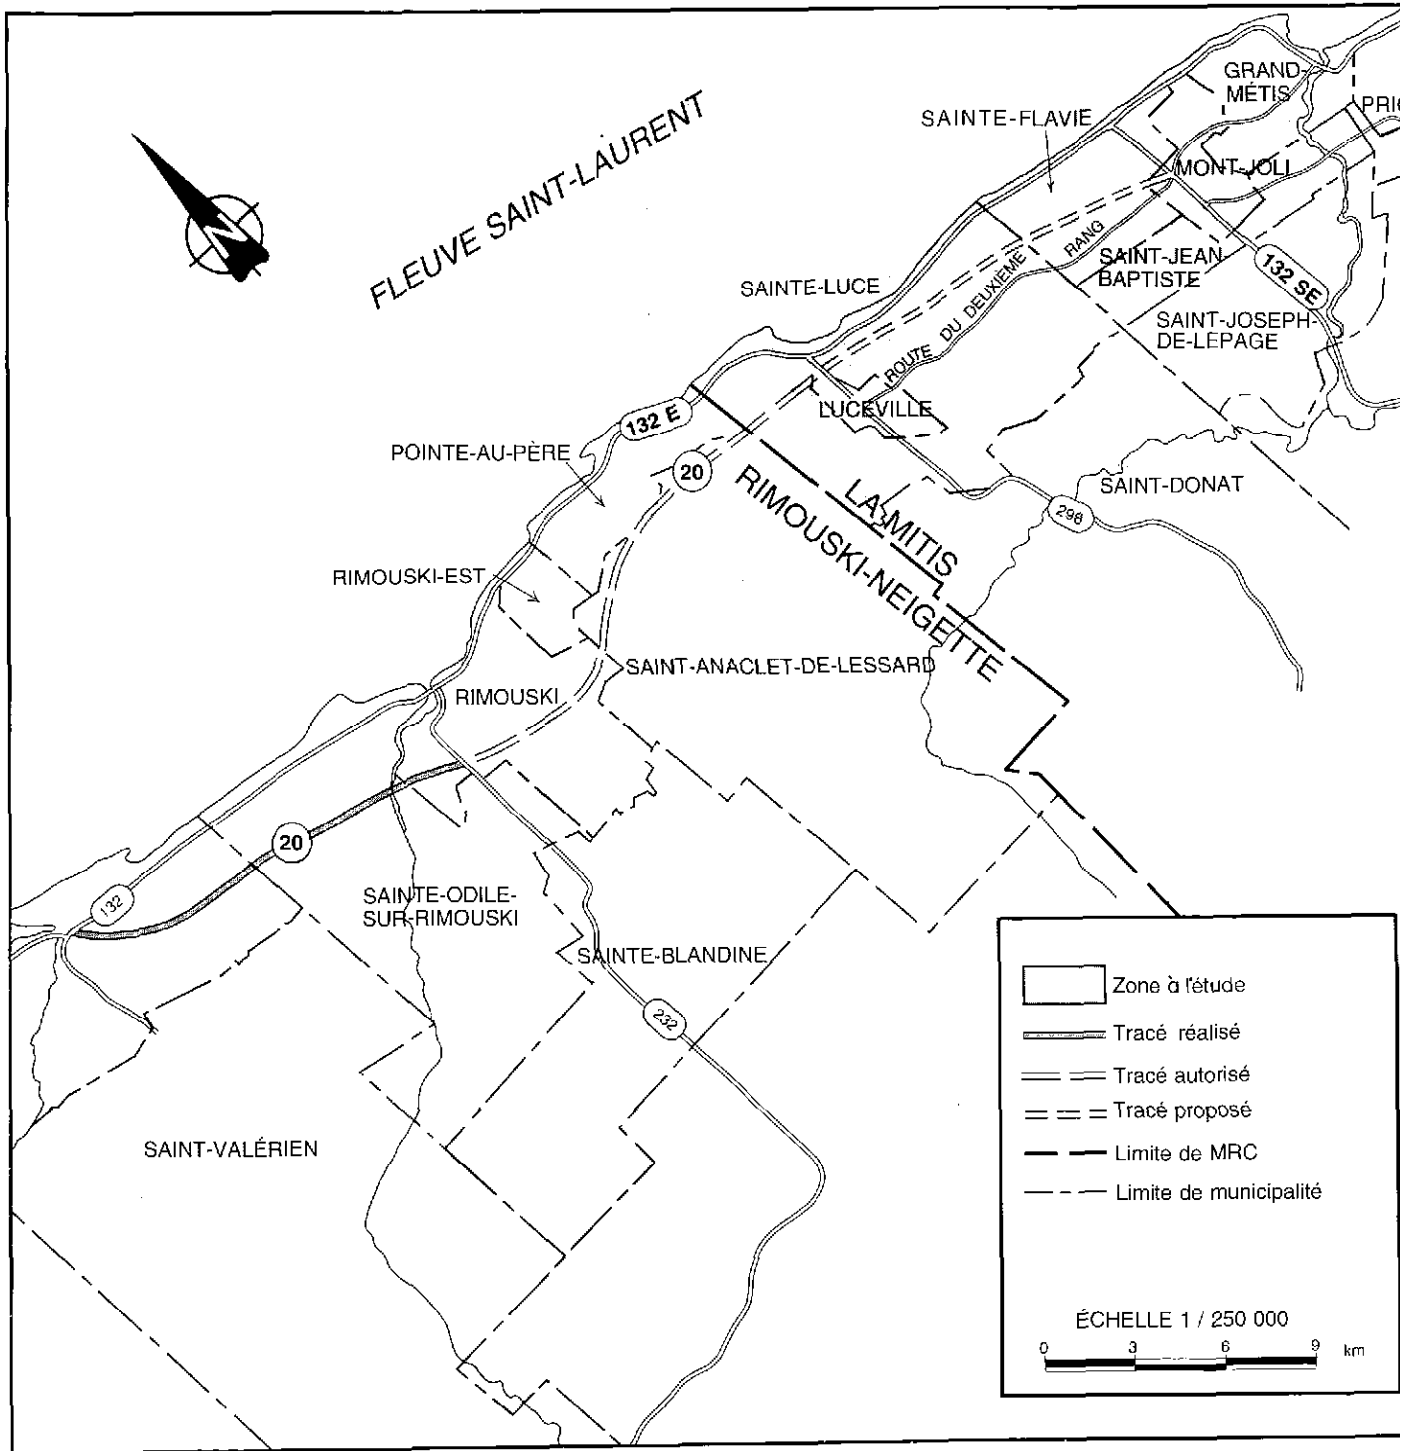 GRAND-
MÉTIS
SAINTE-FLAVIE
MONT-JOLI
FLEUVE SAINT-LAURENT
N
SAINT-JEAN-
BAPTISTE
132 SE
SAINTE-LUCE
ROUTE DU DEUXIÈME RANG
SAINT-JOSEPH-
DE-LEPAGE
LUCEVILLE
132 E
POINTE-AU-PÈRE
20
SAINT-DONAT
298
LA MITIS
RIMOUSKI-NEIGETTE
RIMOUSKI-EST
SAINT-ANACLET-DE-LESSARD
RIMOUSKI
20
132
SAINTE-ODILE-
SUR-RIMOUSKI
SAINTE-BLANDINE
232
SAINT-VALÉRIEN
Zone à l'étude
Tracé réalisé
Tracé autorisé
Tracé proposé
Limite de MRC
Limite de municipalité
ÉCHELLE 1 / 250 000
0 3 6 9 km